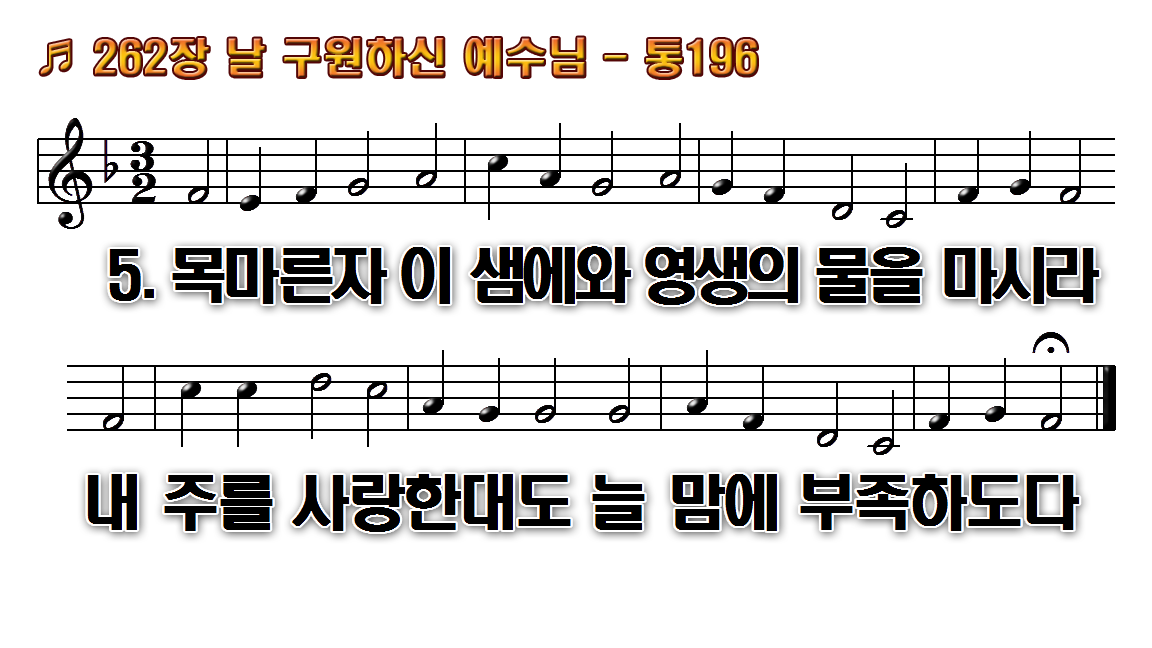 ♬ 262장 날 구원하신 예수님 - 통196
3
2
5. 목마른자 이 샘에와 영생의 물을 마시라
내 주를 사랑한대도 늘 맘에 부족하도다